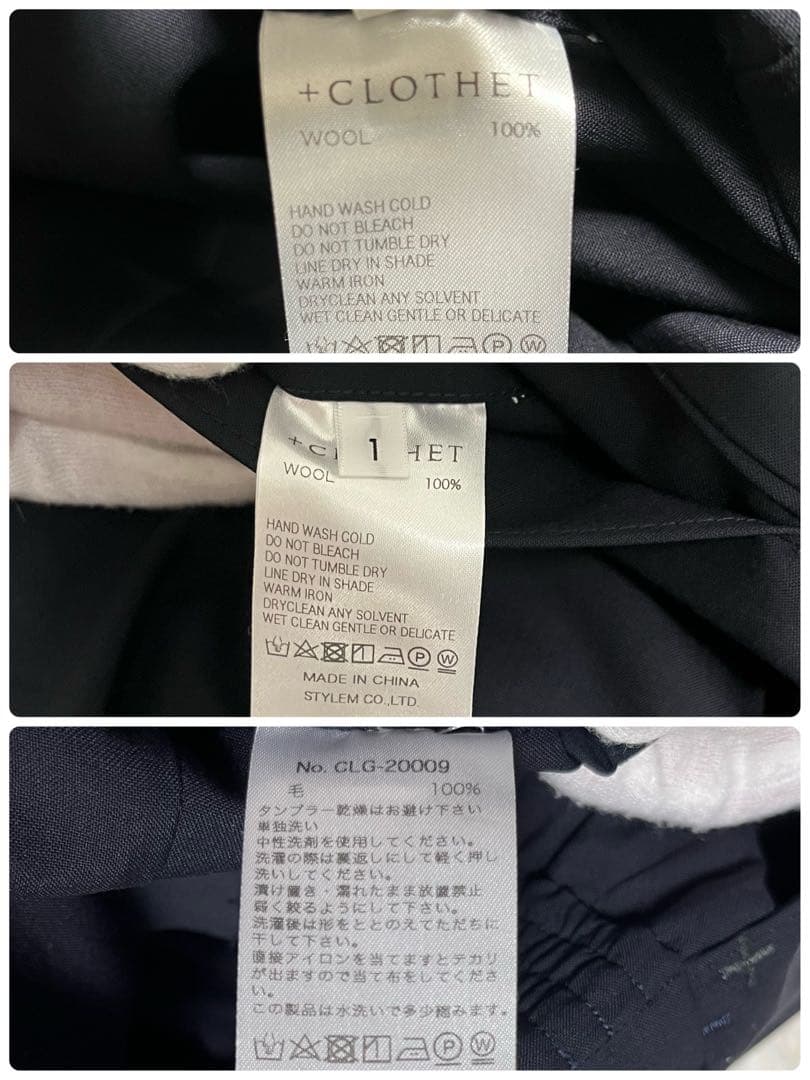 +CLOTHET
WOOL 100%
HAND WASH COLD
DO NOT BLEACH
DO NOT TUMBLE DRY
LINE DRY IN SHADE
WARM IRON
DRYCLEAN ANY SOLVENT
WET CLEAN GENTLE OR DELICATE
P W
+C HET
1
WOOL 100%
HAND WASH COLD
DO NOT BLEACH
DO NOT TUMBLE DRY
LINE DRY IN SHADE
WARM IRON
DRYCLEAN ANY SOLVENT
WET CLEAN GENTLE OR DELICATE
P W
MADE IN CHINA
STYLEM CO.,LTD.
No. CLG-20009
毛 100%
タンブラー乾燥はお避け下さい
単独洗い
中性洗剤を使用してください。
洗濯の際は裏返しにして軽く押し
洗いしてください。
漬け置き・濡れたまま放置禁止
弱く絞るようにして下さい。
洗濯後は形をととのえてただちに
干して下さい。
直接アイロンを当てますとテカリ
が出ますので当て布をしてくださ
い。
この製品は水洗いで多少縮みます。
P W